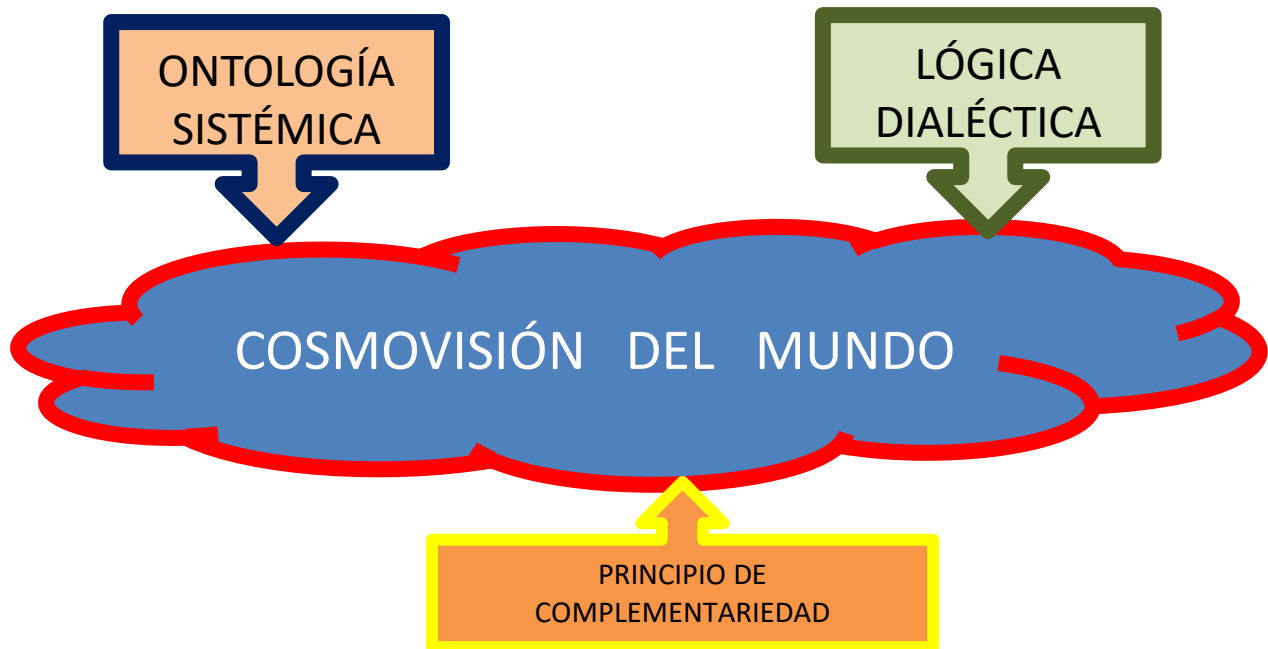 ONTOLOGÍA
SISTÉMICA
LÓGICA
DIALÉCTICA
COSMOVISIÓN DEL MUNDO
PRINCIPIO DE
COMPLEMENTARIEDAD